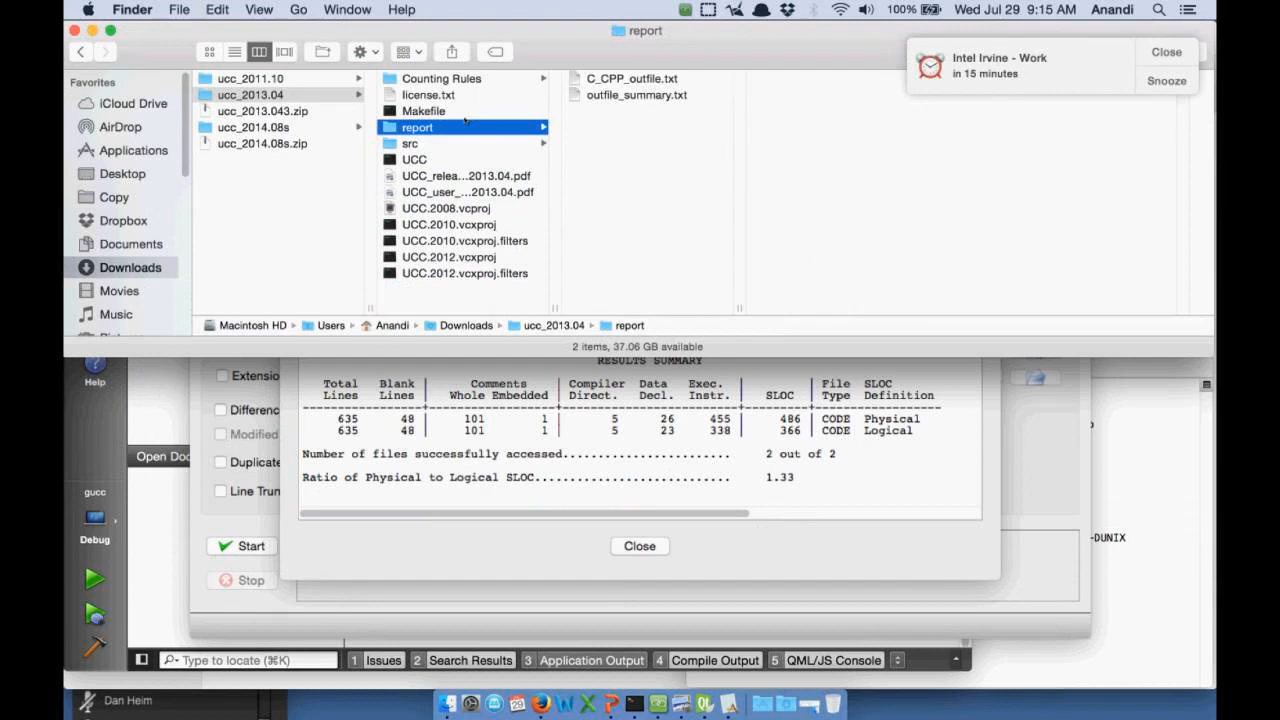 Finder File Edit View Go Window Help 100% Wed Jul 29 9:15 AM Anandi
report
Intel Irvine - Work
in 15 minutes
Close
Snooze
Favorites
iCloud Drive
AirDrop
Applications
Desktop
Copy
Dropbox
Documents
Downloads
Movies
Music
ucc_2011.10
ucc_2013.04
ucc_2013.043.zip
ucc_2014.08s
ucc_2014.08s.zip
Counting Rules
license.txt
Makefile
report
src
UCC
UCC_relea...2013.04.pdf
UCC_user_...2013.04.pdf
UCC.2008.vcproj
UCC.2010.vcxproj
UCC.2010.vcxproj.filters
UCC.2012.vcxproj
UCC.2012.vcxproj.filters
C_CPP_outfile.txt
outfile_summary.txt
Macintosh HD Users Anandi Downloads ucc_2013.04 report
2 items, 37.06 GB available
Help
Open Doc
gucc
Debug
Extensio
Differenc
Modified
Duplicate
Line Trun
Start
Stop
RESULTS SUMMARY
Total Blank | Comments | Compiler Data Exec. | | File SLOC
Lines Lines | Whole Embedded | Direct. Decl. Instr. | SLOC | Type Definition
635 48 | 101 1 | 5 26 455 | 486 | CODE Physical
635 48 | 101 1 | 5 23 338 | 366 | CODE Logical
Number of files successfully accessed........................ 2 out of 2
Ratio of Physical to Logical SLOC........................... 1.33
Close
-DUNIX
Type to locate (⌘K) 1 Issues 2 Search Results 3 Application Output 4 Compile Output 5 QML/JS Console
Dan Heim